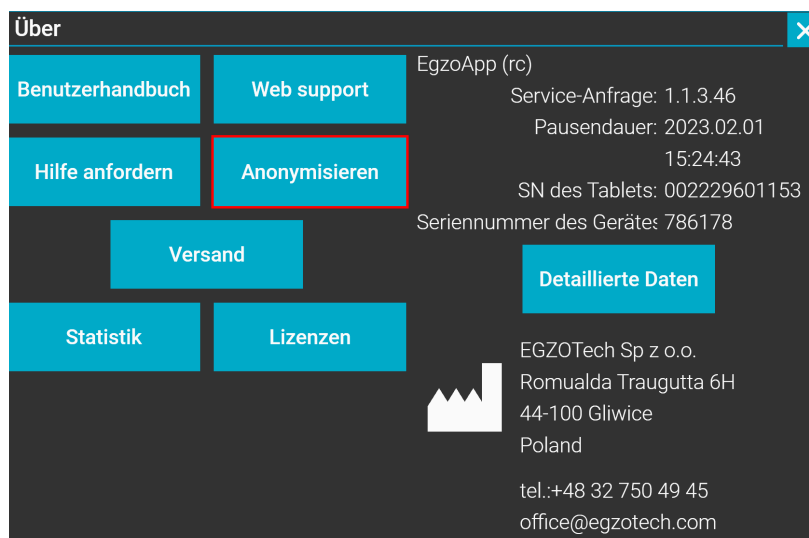 Über
Benutzerhandbuch
Web support
Hilfe anfordern
Anonymisieren
Versand
Statistik
Lizenzen
EgzoApp (rc)
Service-Anfrage: 1.1.3.46
Pausendauer: 2023.02.01
15:24:43
SN des Tablets: 002229601153
Seriennummer des Gerätes 786178
Detaillierte Daten
EGZOTech Sp z o.o.
Romualda Traugutta 6H
44-100 Gliwice
Poland
tel.:+48 32 750 49 45
office@egzotech.com